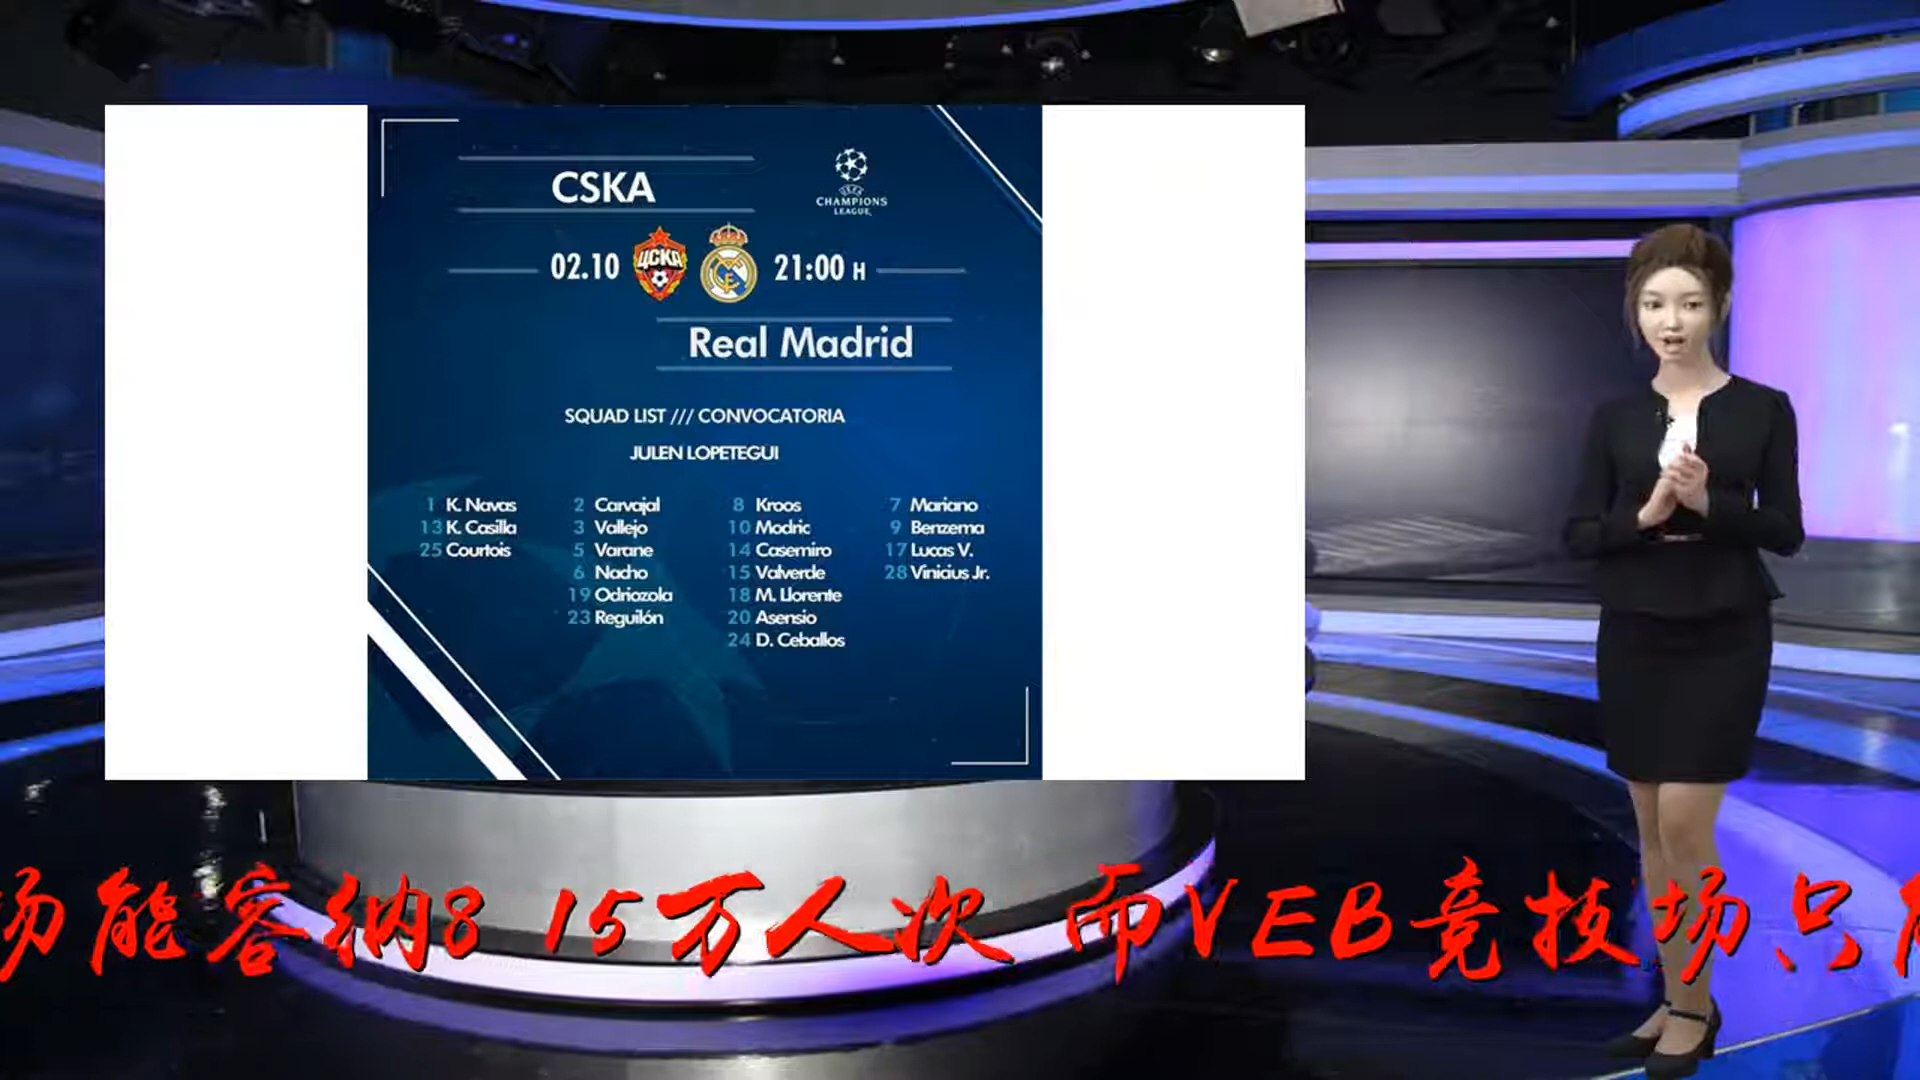 CSKA
UEFA
CHAMPIONS
LEAGUE
02.10
ЦСКА
21:00 H
Real Madrid
SQUAD LIST /// CONVOCATORIA
JULEN LOPETEGUI
1 K. Navas
13 K. Casilla
25 Courtois
2 Carvajal
3 Vallejo
5 Varane
6 Nacho
19 Odriozola
23 Reguilón
8 Kroos
10 Modric
14 Casemiro
15 Valverde
18 M. Llorente
20 Asensio
24 D. Ceballos
7 Mariano
9 Benzema
17 Lucas V.
28 Vinicius Jr.
场能容纳8 15万人次 而VEB竞技场只